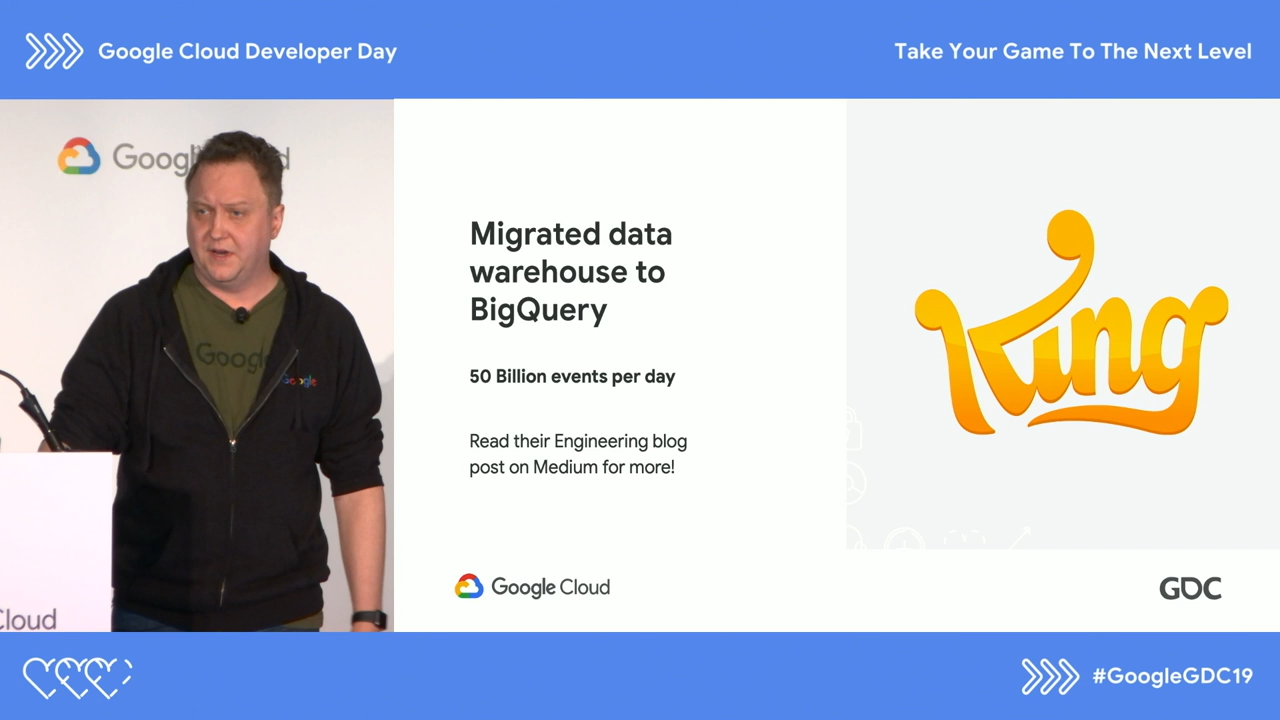 Google Cloud Developer Day
Take Your Game To The Next Level
Google
Google
Cloud
Migrated data
warehouse to
BigQuery
50 Billion events per day
Read their Engineering blog
post on Medium for more!
King
Google Cloud
GDC
#GoogleGDC19